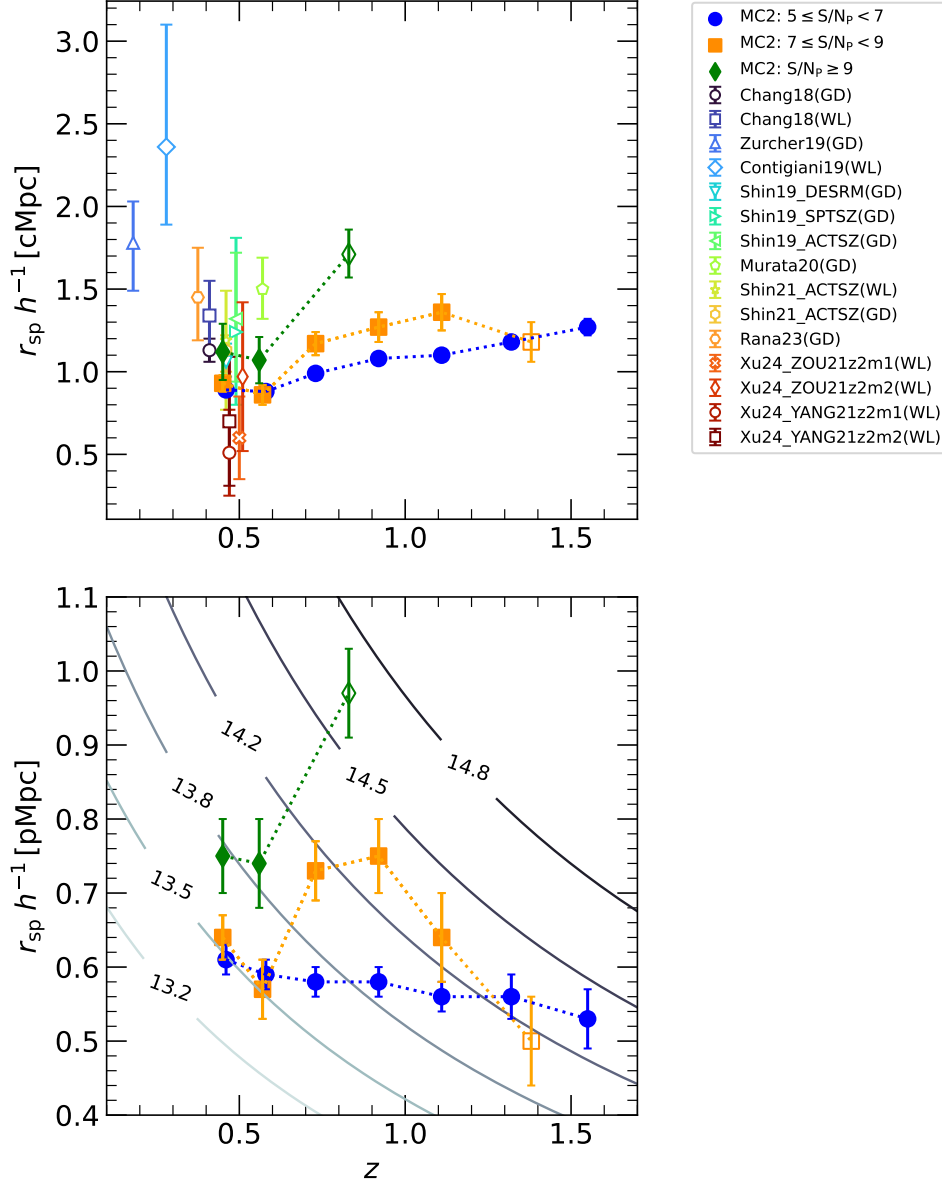 3.0
2.5
2.0
1.5
1.0
0.5
r_sp h⁻¹ [cMpc]
0.5 1.0 1.5
MC2: 5 ≤ S/N_P < 7
MC2: 7 ≤ S/N_P < 9
MC2: S/N_P ≥ 9
Chang18(GD)
Chang18(WL)
Zurcher19(GD)
Contigiani19(WL)
Shin19_DESRM(GD)
Shin19_SPTSZ(GD)
Shin19_ACTSZ(GD)
Murata20(GD)
Shin21_ACTSZ(WL)
Shin21_ACTSZ(GD)
Rana23(GD)
Xu24_ZOU21z2m1(WL)
Xu24_ZOU21z2m2(WL)
Xu24_YANG21z2m1(WL)
Xu24_YANG21z2m2(WL)
1.1
1.0
0.9
0.8
0.7
0.6
0.5
0.4
r_sp h⁻¹ [pMpc]
14.2
14.8
14.5
13.8
13.5
13.2
0.5 1.0 1.5
z